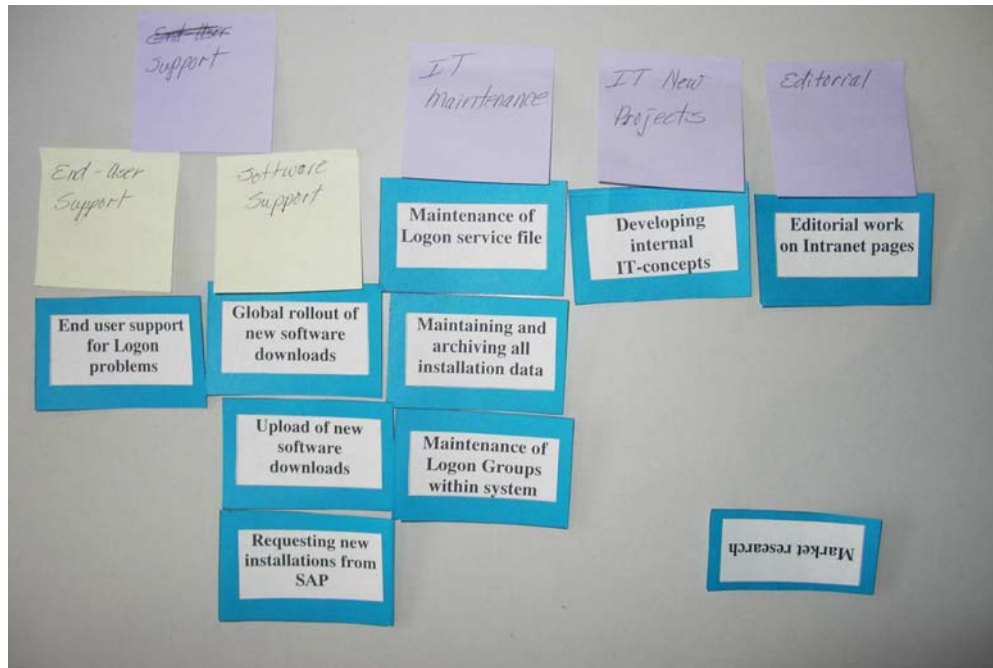 End-User
Support
IT
Maintenance
IT New
Projects
Editorial
End-User
Support
Software
Support
Maintenance of
Logon service file
Developing
internal
IT-concepts
Editorial work
on Intranet pages
End user support
for Logon
problems
Global rollout of
new software
downloads
Maintaining and
archiving all
installation data
Upload of new
software
downloads
Maintenance of
Logon Groups
within system
Requesting new
installations from
SAP
Market research